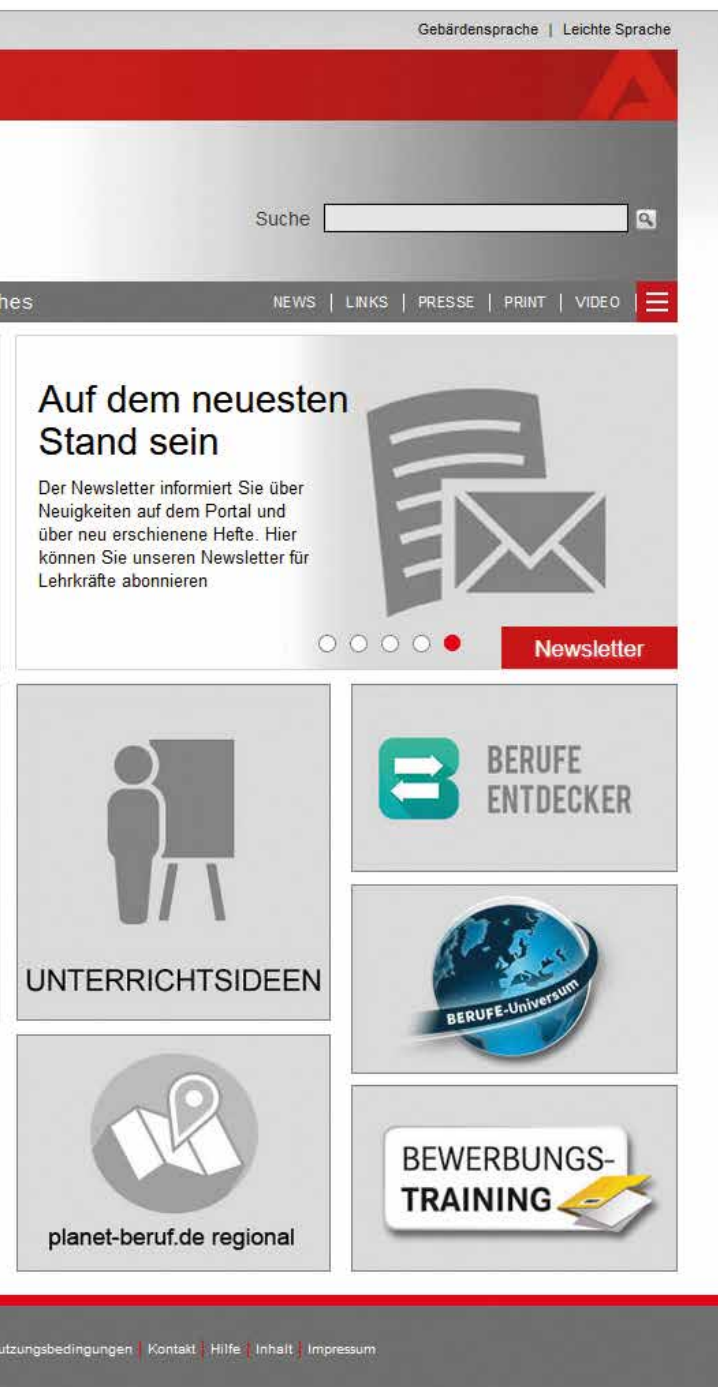 Gebärdensprache | Leichte Sprache
Suche
NEWS | LINKS | PRESSE | PRINT | VIDEO |
Auf dem neuesten
Stand sein
Der Newsletter informiert Sie über
Neuigkeiten auf dem Portal und
über neu erschienene Hefte. Hier
können Sie unseren Newsletter für
Lehrkräfte abonnieren
Newsletter
UNTERRICHTSIDEEN
BERUFE
ENTDECKER
BERUFE-Universum
planet-beruf.de regional
BEWERBUNGS-
TRAINING
utzungsbedingungen | Kontakt | Hilfe | Inhalt | Impressum